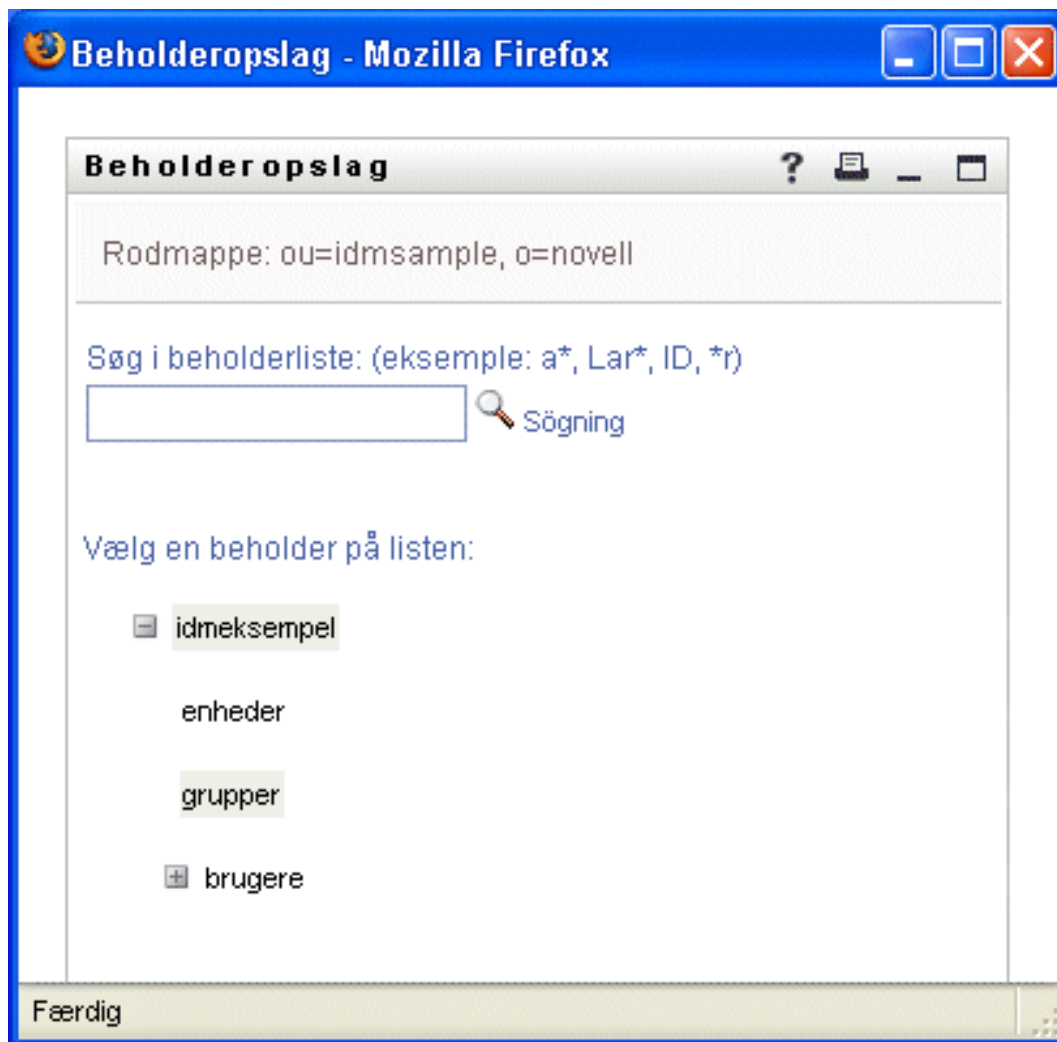 Beholderopslag - Mozilla Firefox
Beholderopslag
Rodmappe: ou=idmsample, o=novell
Søg i beholderliste: (eksemple: a*, Lar*, ID, *r)
Sögning
Vælg en beholder på listen:
idmeksempel
enheder
grupper
brugere
Færdig